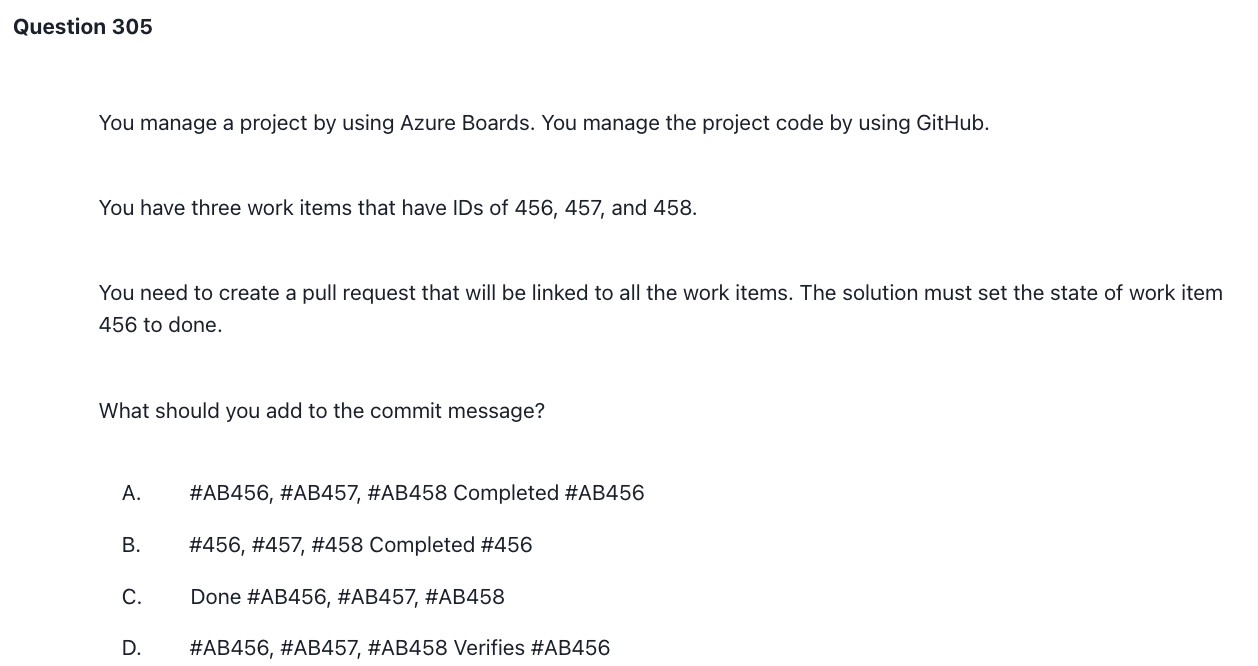 Question 305
You manage a project by using Azure Boards. You manage the project code by using GitHub.
You have three work items that have IDs of 456, 457, and 458.
You need to create a pull request that will be linked to all the work items. The solution must set the state of work item
456 to done.
What should you add to the commit message?
A. #AB456, #AB457, #AB458 Completed #AB456
B. #456, #457, #458 Completed #456
C. Done #AB456, #AB457, #AB458
D. #AB456, #AB457, #AB458 Verifies #AB456